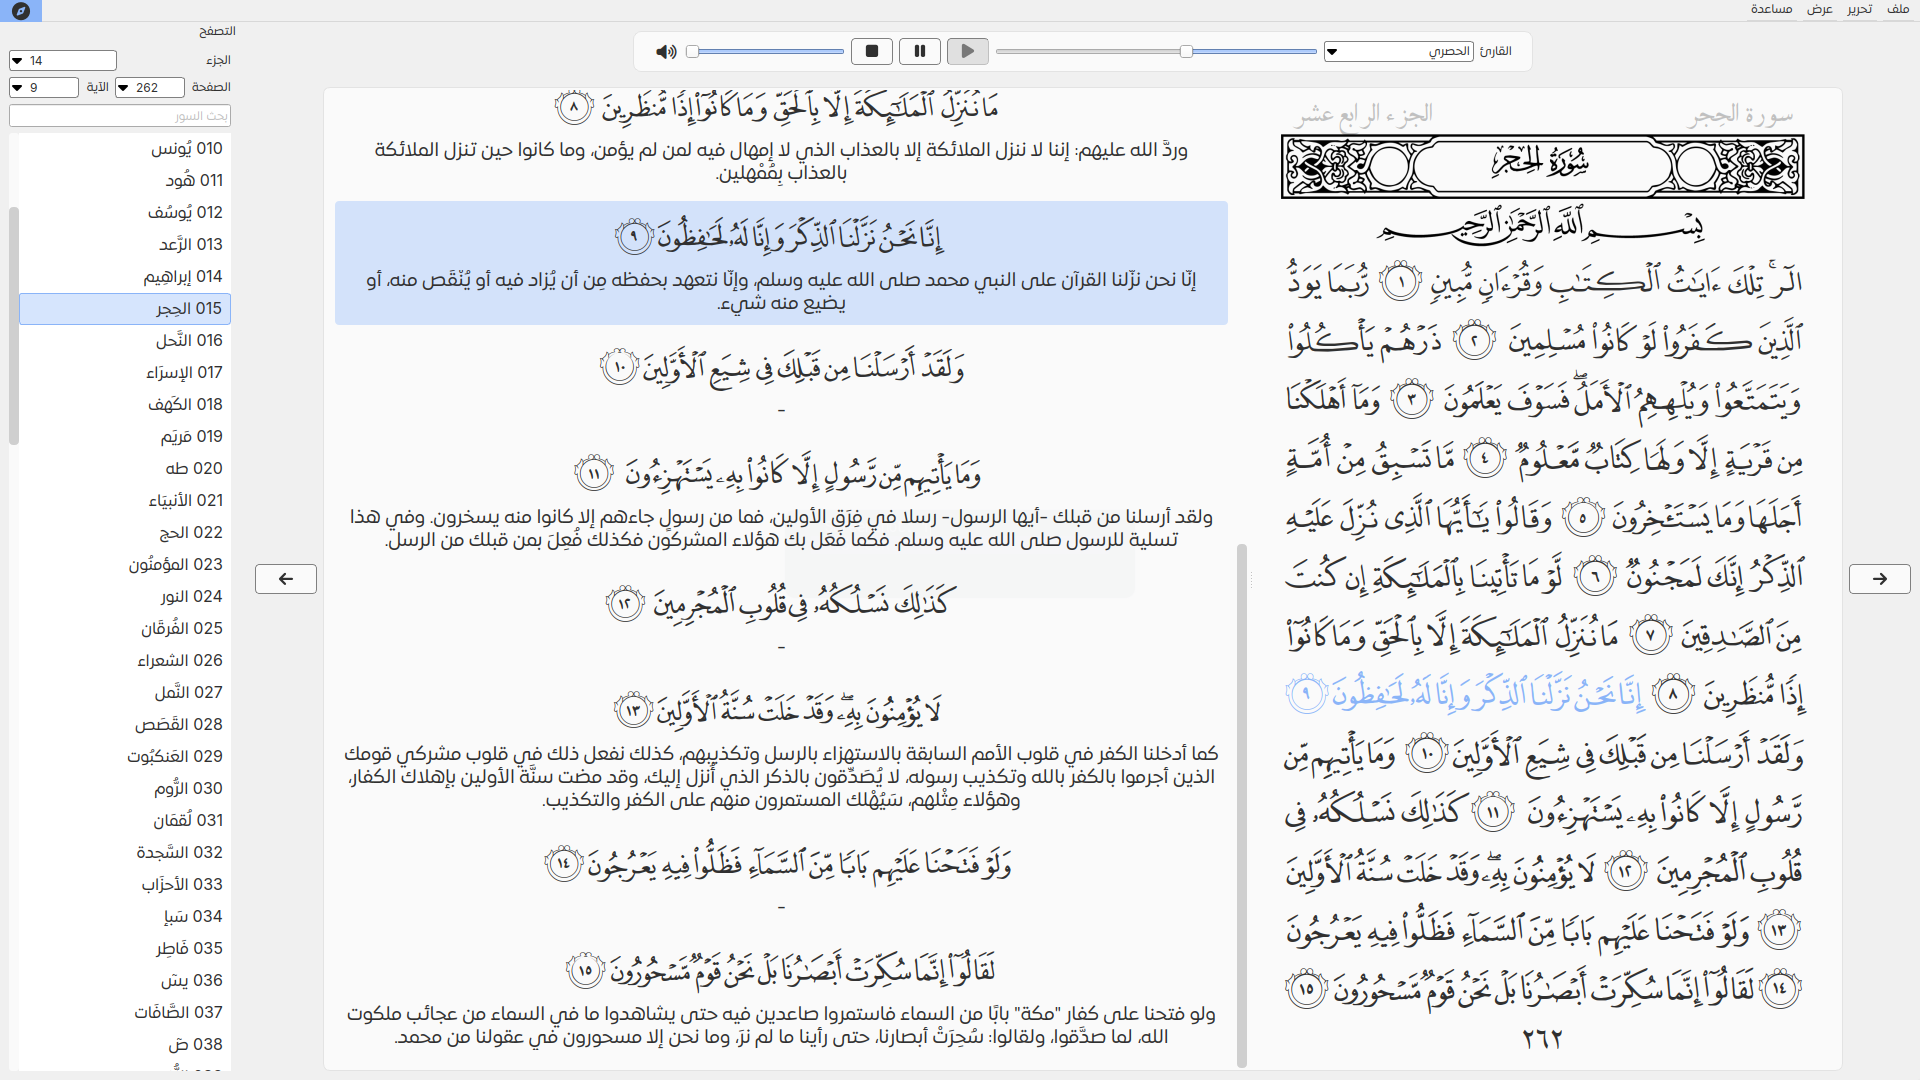 ملف تحرير عرض مساعدة
القارئ الحصري
سورة الحِجر الجزء الرابع عشر
سُورَةُ الحِجْرِ
بِسْمِ اللَّهِ الرَّحْمَٰنِ الرَّحِيمِ
الٓرۚ تِلْكَ ءَايَٰتُ ٱلْكِتَٰبِ وَقُرْءَانٍ مُّبِينٍ ١ رُّبَمَا يَوَدُّ
ٱلَّذِينَ كَفَرُوا۟ لَوْ كَانُوا۟ مُسْلِمِينَ ٢ ذَرْهُمْ يَأْكُلُوا۟
وَيَتَمَتَّعُوا۟ وَيُلْهِهِمُ ٱلْأَمَلُۖ فَسَوْفَ يَعْلَمُونَ ٣ وَمَآ أَهْلَكْنَا
مِن قَرْيَةٍ إِلَّا وَلَهَا كِتَابٌ مَّعْلُومٌ ٤ مَّا تَسْبِقُ مِنْ أُمَّةٍ
أَجَلَهَا وَمَا يَسْتَـْٔخِرُونَ ٥ وَقَالُوا۟ يَٰٓأَيُّهَا ٱلَّذِى نُزِّلَ عَلَيْهِ
ٱلذِّكْرُ إِنَّكَ لَمَجْنُونٌ ٦ لَّوْ مَا تَأْتِينَا بِٱلْمَلَٰٓئِكَةِ إِن كُنتَ
مِنَ ٱلصَّٰدِقِينَ ٧ مَا نُنَزِّلُ ٱلْمَلَٰٓئِكَةَ إِلَّا بِٱلْحَقِّ وَمَا كَانُوٓا۟
إِذًا مُّنظَرِينَ ٨ إِنَّا نَحْنُ نَزَّلْنَا ٱلذِّكْرَ وَإِنَّا لَهُۥ لَحَٰفِظُونَ ٩
وَلَقَدْ أَرْسَلْنَا مِن قَبْلِكَ فِى شِيَعِ ٱلْأَوَّلِينَ ١٠ وَمَا يَأْتِيهِم مِّن
رَّسُولٍ إِلَّا كَانُوا۟ بِهِۦ يَسْتَهْزِءُونَ ١١ كَذَٰلِكَ نَسْلُكُهُۥ فِى
قُلُوبِ ٱلْمُجْرِمِينَ ١٢ لَا يُؤْمِنُونَ بِهِۦۖ وَقَدْ خَلَتْ سُنَّةُ ٱلْأَوَّلِينَ
١٣ وَلَوْ فَتَحْنَا عَلَيْهِم بَابًا مِّنَ ٱلسَّمَآءِ فَظَلُّوا۟ فِيهِ يَعْرُجُونَ
١٤ لَقَالُوٓا۟ إِنَّمَا سُكِّرَتْ أَبْصَٰرُنَا بَلْ نَحْنُ قَوْمٌ مَّسْحُورُونَ ١٥
٢٦٢
مَا نُنَزِّلُ ٱلْمَلَٰٓئِكَةَ إِلَّا بِٱلْحَقِّ وَمَا كَانُوٓا۟ إِذًا مُّنظَرِينَ ٨
وردَّ الله عليهم: إننا لا ننزل الملائكة إلا بالعذاب الذي لا إمهال فيه لمن لم يؤمن، وما كانوا حين تنزل الملائكة
بالعذاب بِمُمْهلين.
إِنَّا نَحْنُ نَزَّلْنَا ٱلذِّكْرَ وَإِنَّا لَهُۥ لَحَٰفِظُونَ ٩
إنَّا نحن نزَّلنا القرآن على النبي محمد صلى الله عليه وسلم، وإنَّا نتعهد بحفظه مِن أن يُزاد فيه أو يُنْقَص منه، أو
يضيع منه شيء.
وَلَقَدْ أَرْسَلْنَا مِن قَبْلِكَ فِى شِيَعِ ٱلْأَوَّلِينَ ١٠
-
وَمَا يَأْتِيهِم مِّن رَّسُولٍ إِلَّا كَانُوا۟ بِهِۦ يَسْتَهْزِءُونَ ١١
ولقد أرسلنا من قبلك -أيها الرسول- رسلا في فِرَق الأولين، فما من رسولٍ جاءهم إلا كانوا منه يسخرون. وفي هذا
تسلية للرسول صلى الله عليه وسلم. فكما فَعَل بك هؤلاء المشركون فكذلك فُعِلَ بمن قبلك من الرسل.
كَذَٰلِكَ نَسْلُكُهُۥ فِى قُلُوبِ ٱلْمُجْرِمِينَ ١٢
-
لَا يُؤْمِنُونَ بِهِۦۖ وَقَدْ خَلَتْ سُنَّةُ ٱلْأَوَّلِينَ ١٣
كما أدخلنا الكفر في قلوب الأمم السابقة بالاستهزاء بالرسل وتكذيبهم، كذلك نفعل ذلك في قلوب مشركي قومك
الذين أجرموا بالكفر بالله وتكذيب رسوله، لا يُصَدِّقون بالذكر الذي أُنزل إليك، وقد مضت سنَّة الأولين بإهلاك الكفار،
وهؤلاء مِثْلهم، سَيُهْلك المستمرون منهم على الكفر والتكذيب.
وَلَوْ فَتَحْنَا عَلَيْهِم بَابًا مِّنَ ٱلسَّمَآءِ فَظَلُّوا۟ فِيهِ يَعْرُجُونَ ١٤
-
لَقَالُوٓا۟ إِنَّمَا سُكِّرَتْ أَبْصَٰرُنَا بَلْ نَحْنُ قَوْمٌ مَّسْحُورُونَ ١٥
ولو فتحنا على كفار "مكة" بابًا من السماء فاستمروا صاعدين فيه حتى يشاهدوا ما في السماء من عجائب ملكوت
الله، لما صدَّقوا، ولقالوا: سُحِرَتْ أبصارنا، حتى رأينا ما لم نرَ، وما نحن إلا مسحورون في عقولنا من محمد.
التصفح
الجزء 14
الصفحة 262 الآية 9
بحث السور
010 يُونس
011 هُود
012 يُوسُف
013 الرَّعد
014 إبراهِيم
015 الحِجر
016 النَّحل
017 الإسرَاء
018 الكَهف
019 مَريَم
020 طه
021 الأنبيَاء
022 الحج
023 المؤمنُون
024 النور
025 الفُرقَان
026 الشعراء
027 النَّمل
028 القَصَص
029 العَنكبُوت
030 الرُّوم
031 لُقمَان
032 السَّجدة
033 الأحزَاب
034 سَبإ
035 فَاطِر
036 يسٓ
037 الصَّافَات
038 صٓ